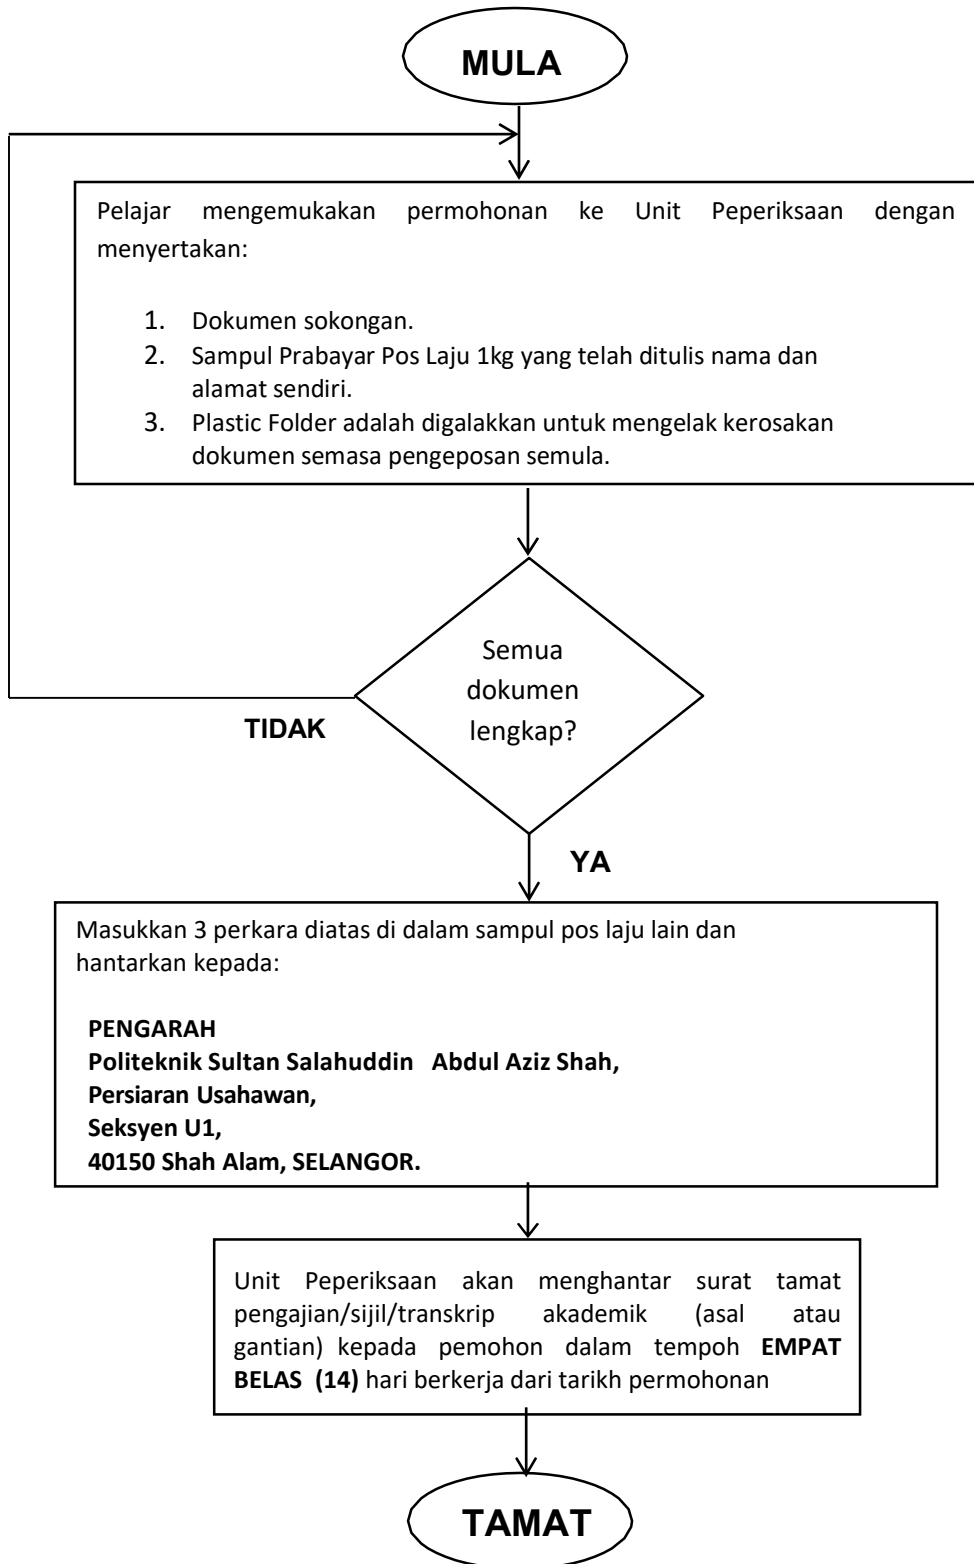 MULA
Pelajar mengemukakan permohonan ke Unit Peperiksaan dengan
menyertakan:
1. Dokumen sokongan.
2. Sampul Prabayar Pos Laju 1kg yang telah ditulis nama dan
alamat sendiri.
3. Plastic Folder adalah digalakkan untuk mengelak kerosakan
dokumen semasa pengeposan semula.
Semua
dokumen
lengkap?
TIDAK
YA
Masukkan 3 perkara diatas di dalam sampul pos laju lain dan
hantarkan kepada:
PENGARAH
Politeknik Sultan Salahuddin Abdul Aziz Shah,
Persiaran Usahawan,
Seksyen U1,
40150 Shah Alam, SELANGOR.
Unit Peperiksaan akan menghantar surat tamat
pengajian/sijil/transkrip akademik (asal atau
gantian) kepada pemohon dalam tempoh EMPAT
BELAS (14) hari berkerja dari tarikh permohonan
TAMAT